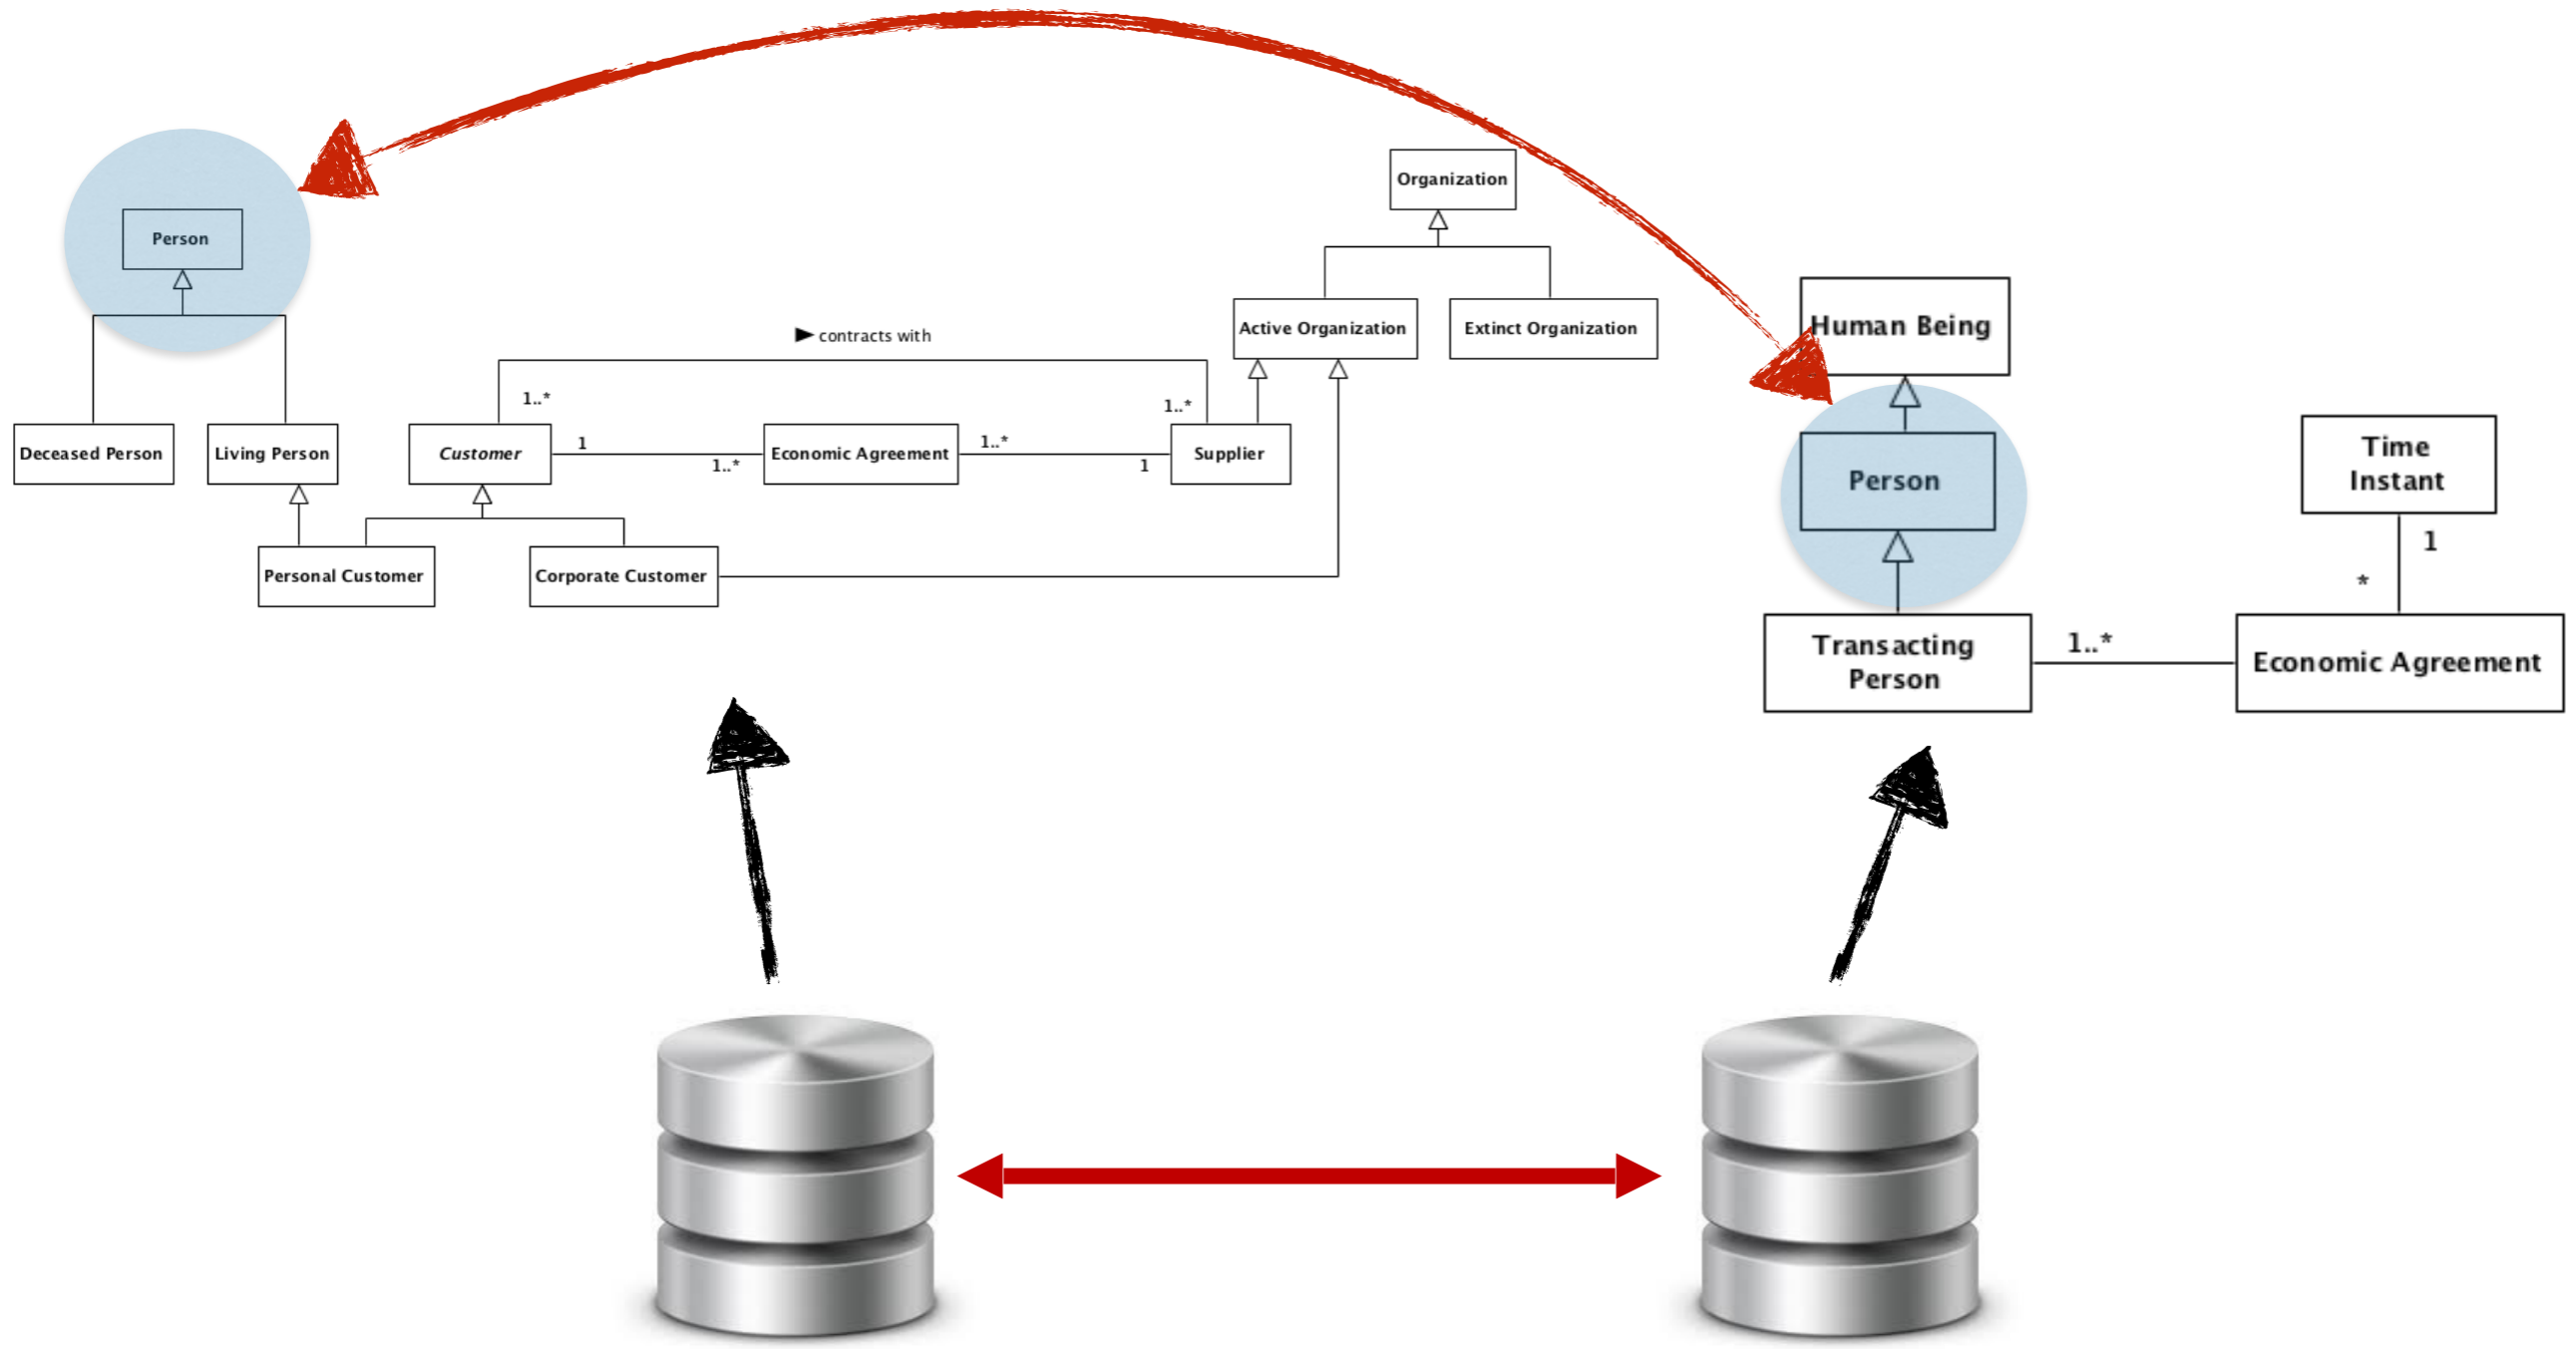 Person
Deceased Person
Living Person
Personal Customer
Customer
Corporate Customer
▶ contracts with
1..*
1..*
1
1..*
Economic Agreement
1..*
1
Supplier
Organization
Active Organization
Extinct Organization
Human Being
Person
Transacting
Person
1..*
Economic Agreement
Time
Instant
1
*